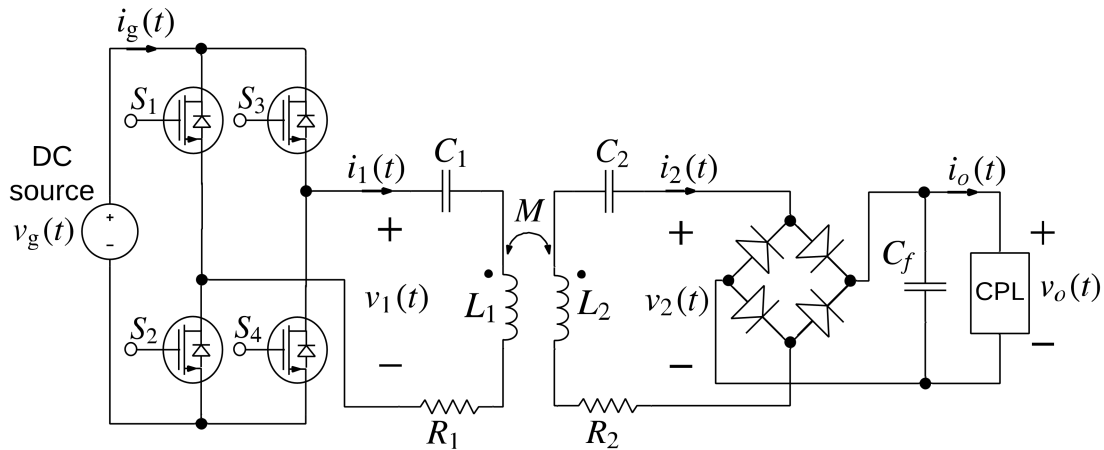 i_g(t)
S_1
S_3
DC
source
v_g(t)
+
−
S_2
S_4
i_1(t)
C_1
+
v_1(t)
−
R_1
L_1
M
L_2
C_2
i_2(t)
+
v_2(t)
−
R_2
C_f
i_o(t)
CPL
+
v_o(t)
−